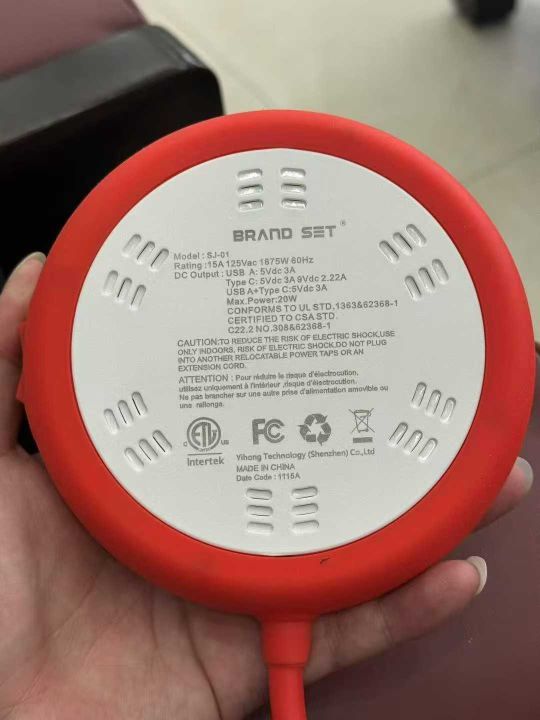 BRAND SET®
Model : SJ-01
Rating :15A 125Vac 1875W 60Hz
DC Output : USB A: 5Vdc 3A
Type C: 5Vdc 3A 9Vdc 2.22A
USB A+Type C:5Vdc 3A
Max.Power:20W
CONFORMS TO UL STD.1363&62368-1
CERTIFIED TO CSA STD.
C22.2 NO.308&62368-1
CAUTION:TO REDUCE THE RISK OF ELECTRIC SHOCK,USE
ONLY INDOORS. RISK OF ELECTRIC SHOCK.DO NOT PLUG
INTO ANOTHER RELOCATABLE POWER TAPS OR AN
EXTENSION CORD.
ATTENTION : Pour réduire le risque d'électrocution.
utilisez uniquement à l'intérieur ,risque d'électrocution.
Ne pas brancher sur une autre prise d'alimentation amovible ou
une rallonge.
C ETL US FC
Intertek
Yihong Technology (Shenzhen) Co.,Ltd
MADE IN CHINA
Date Code : 1115A